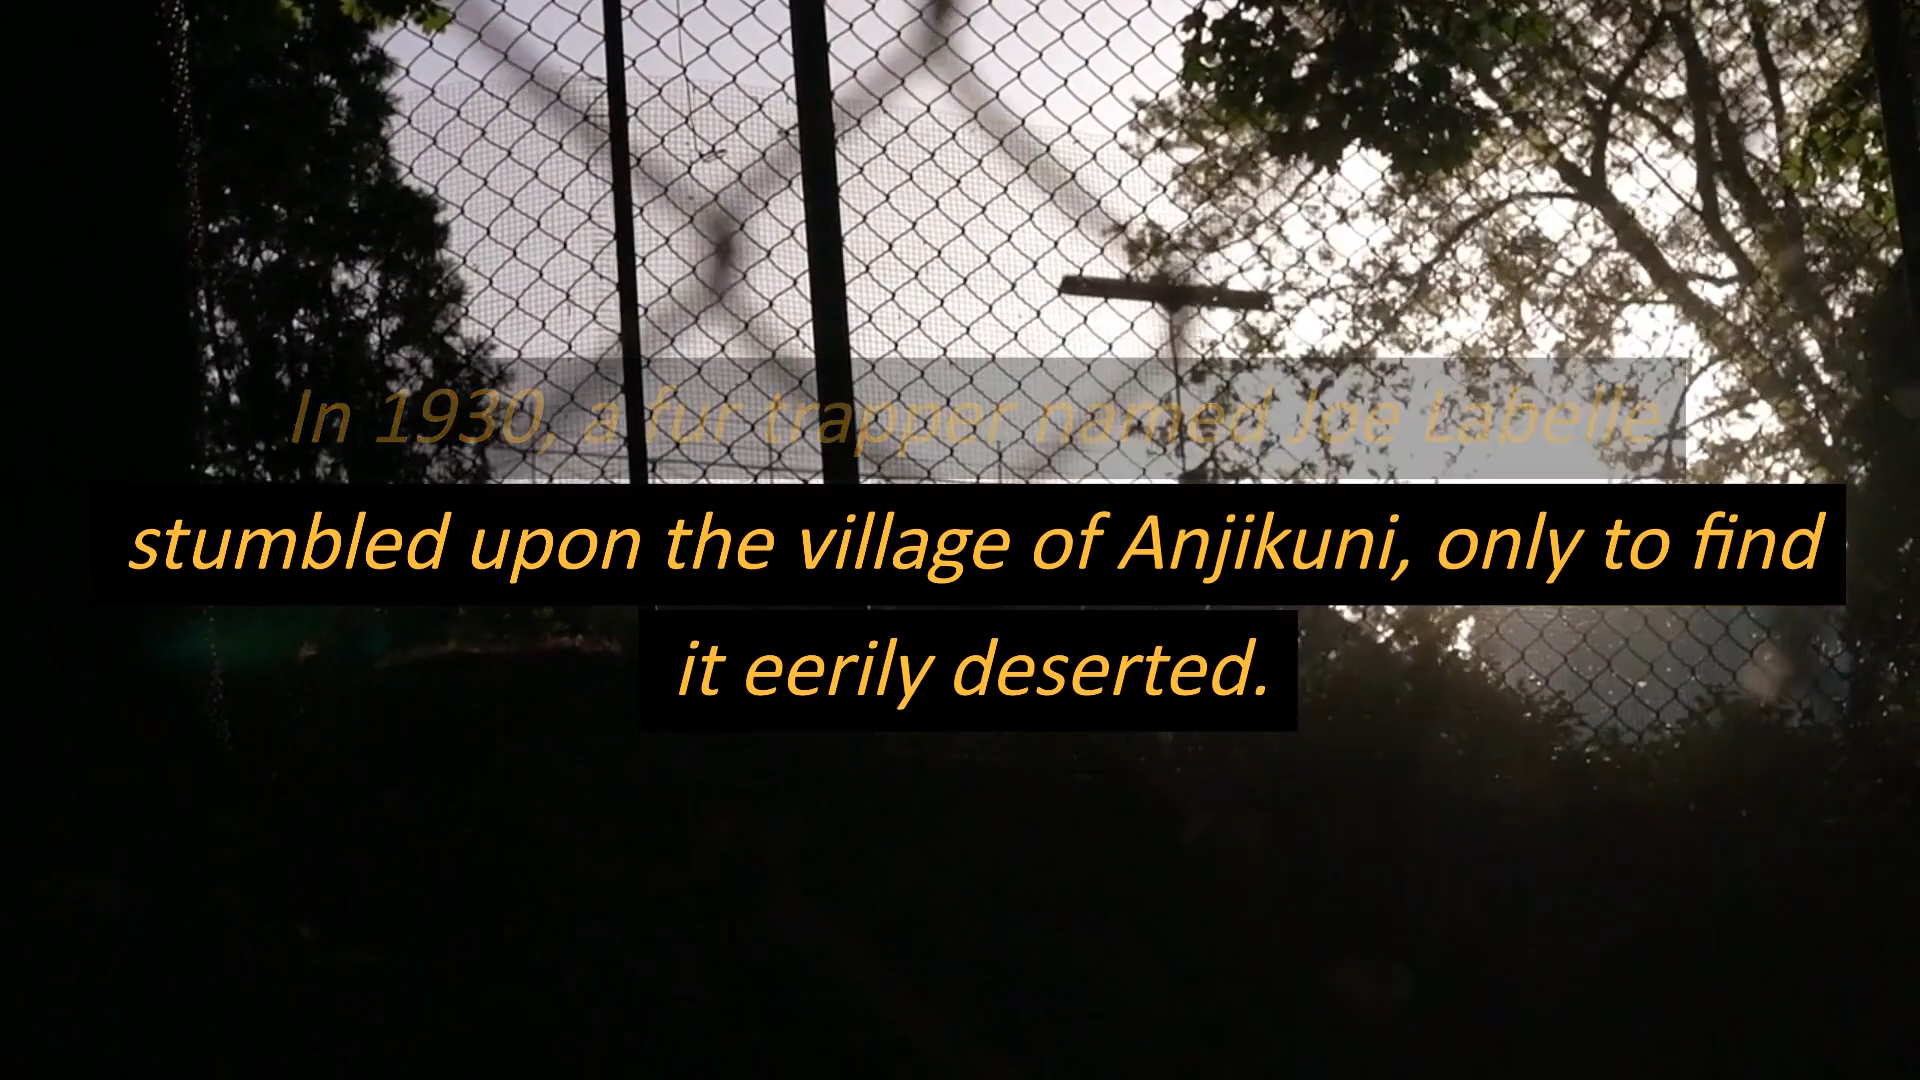 In 1930, a fur trapper named Joe Labelle
stumbled upon the village of Anjikuni, only to find
it eerily deserted.